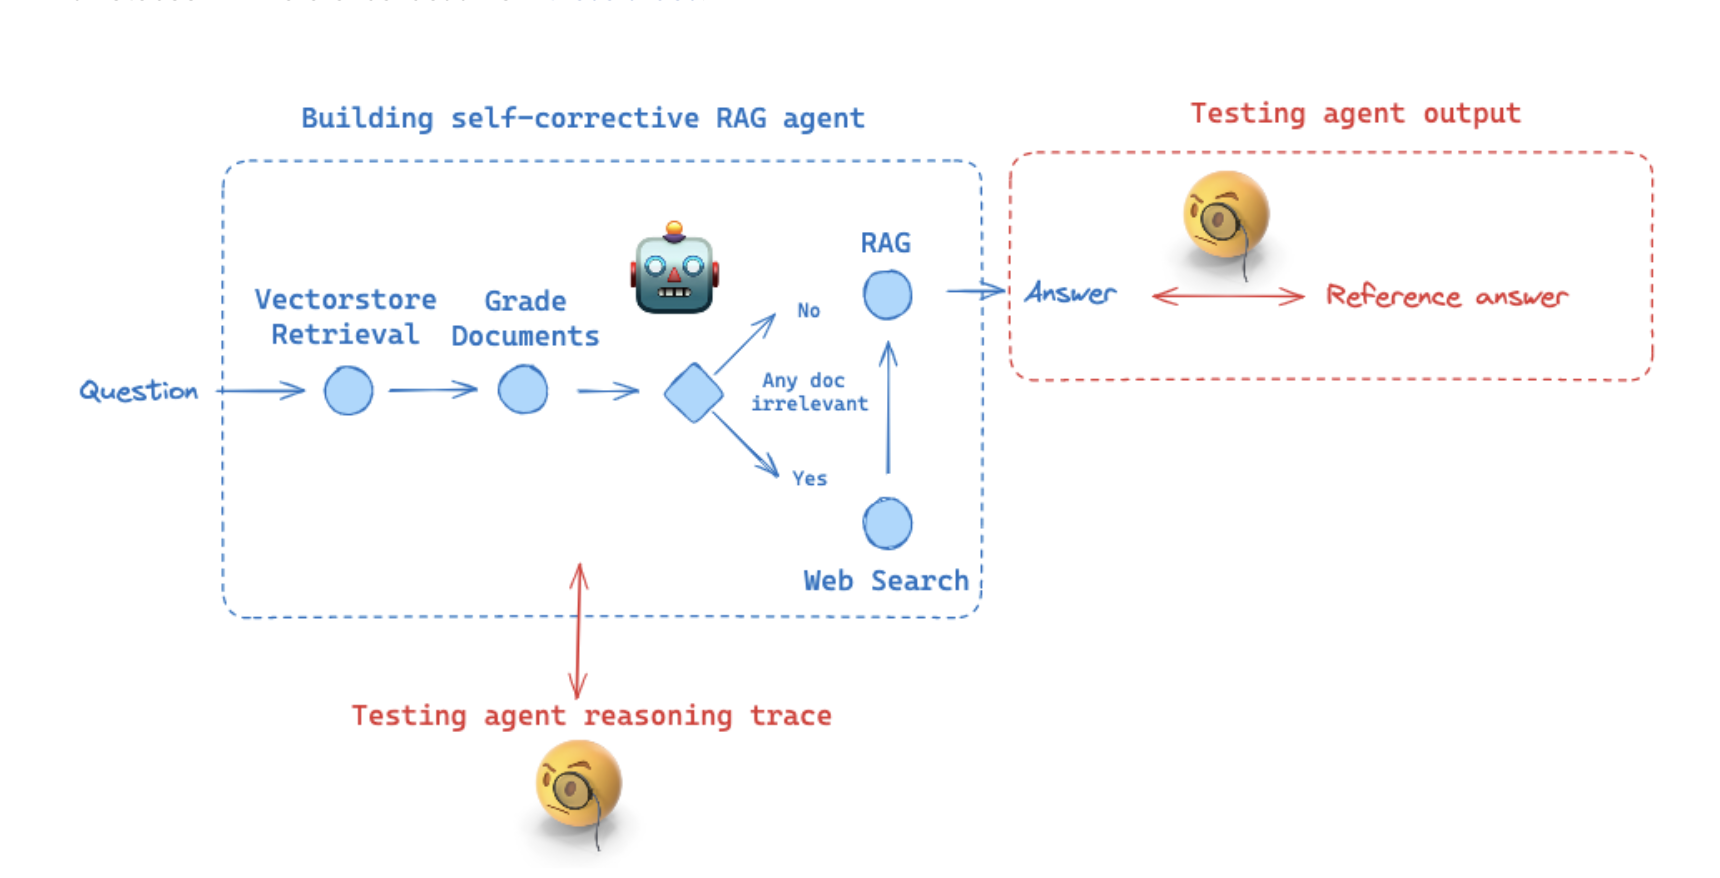 Building self-corrective RAG agent
Testing agent output
RAG
Vectorstore
Retrieval
Grade
Documents
No
Answer
Reference answer
Question
Any doc
irrelevant
Yes
Web Search
Testing agent reasoning trace